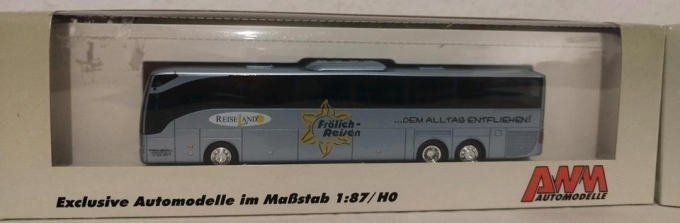 REISELAND
Frölich-
Reisen
...DEM ALLTAG ENTFLIEHEN!
Exclusive Automodelle im Maßstab 1:87/H0
AWM
AUTOMODELLE